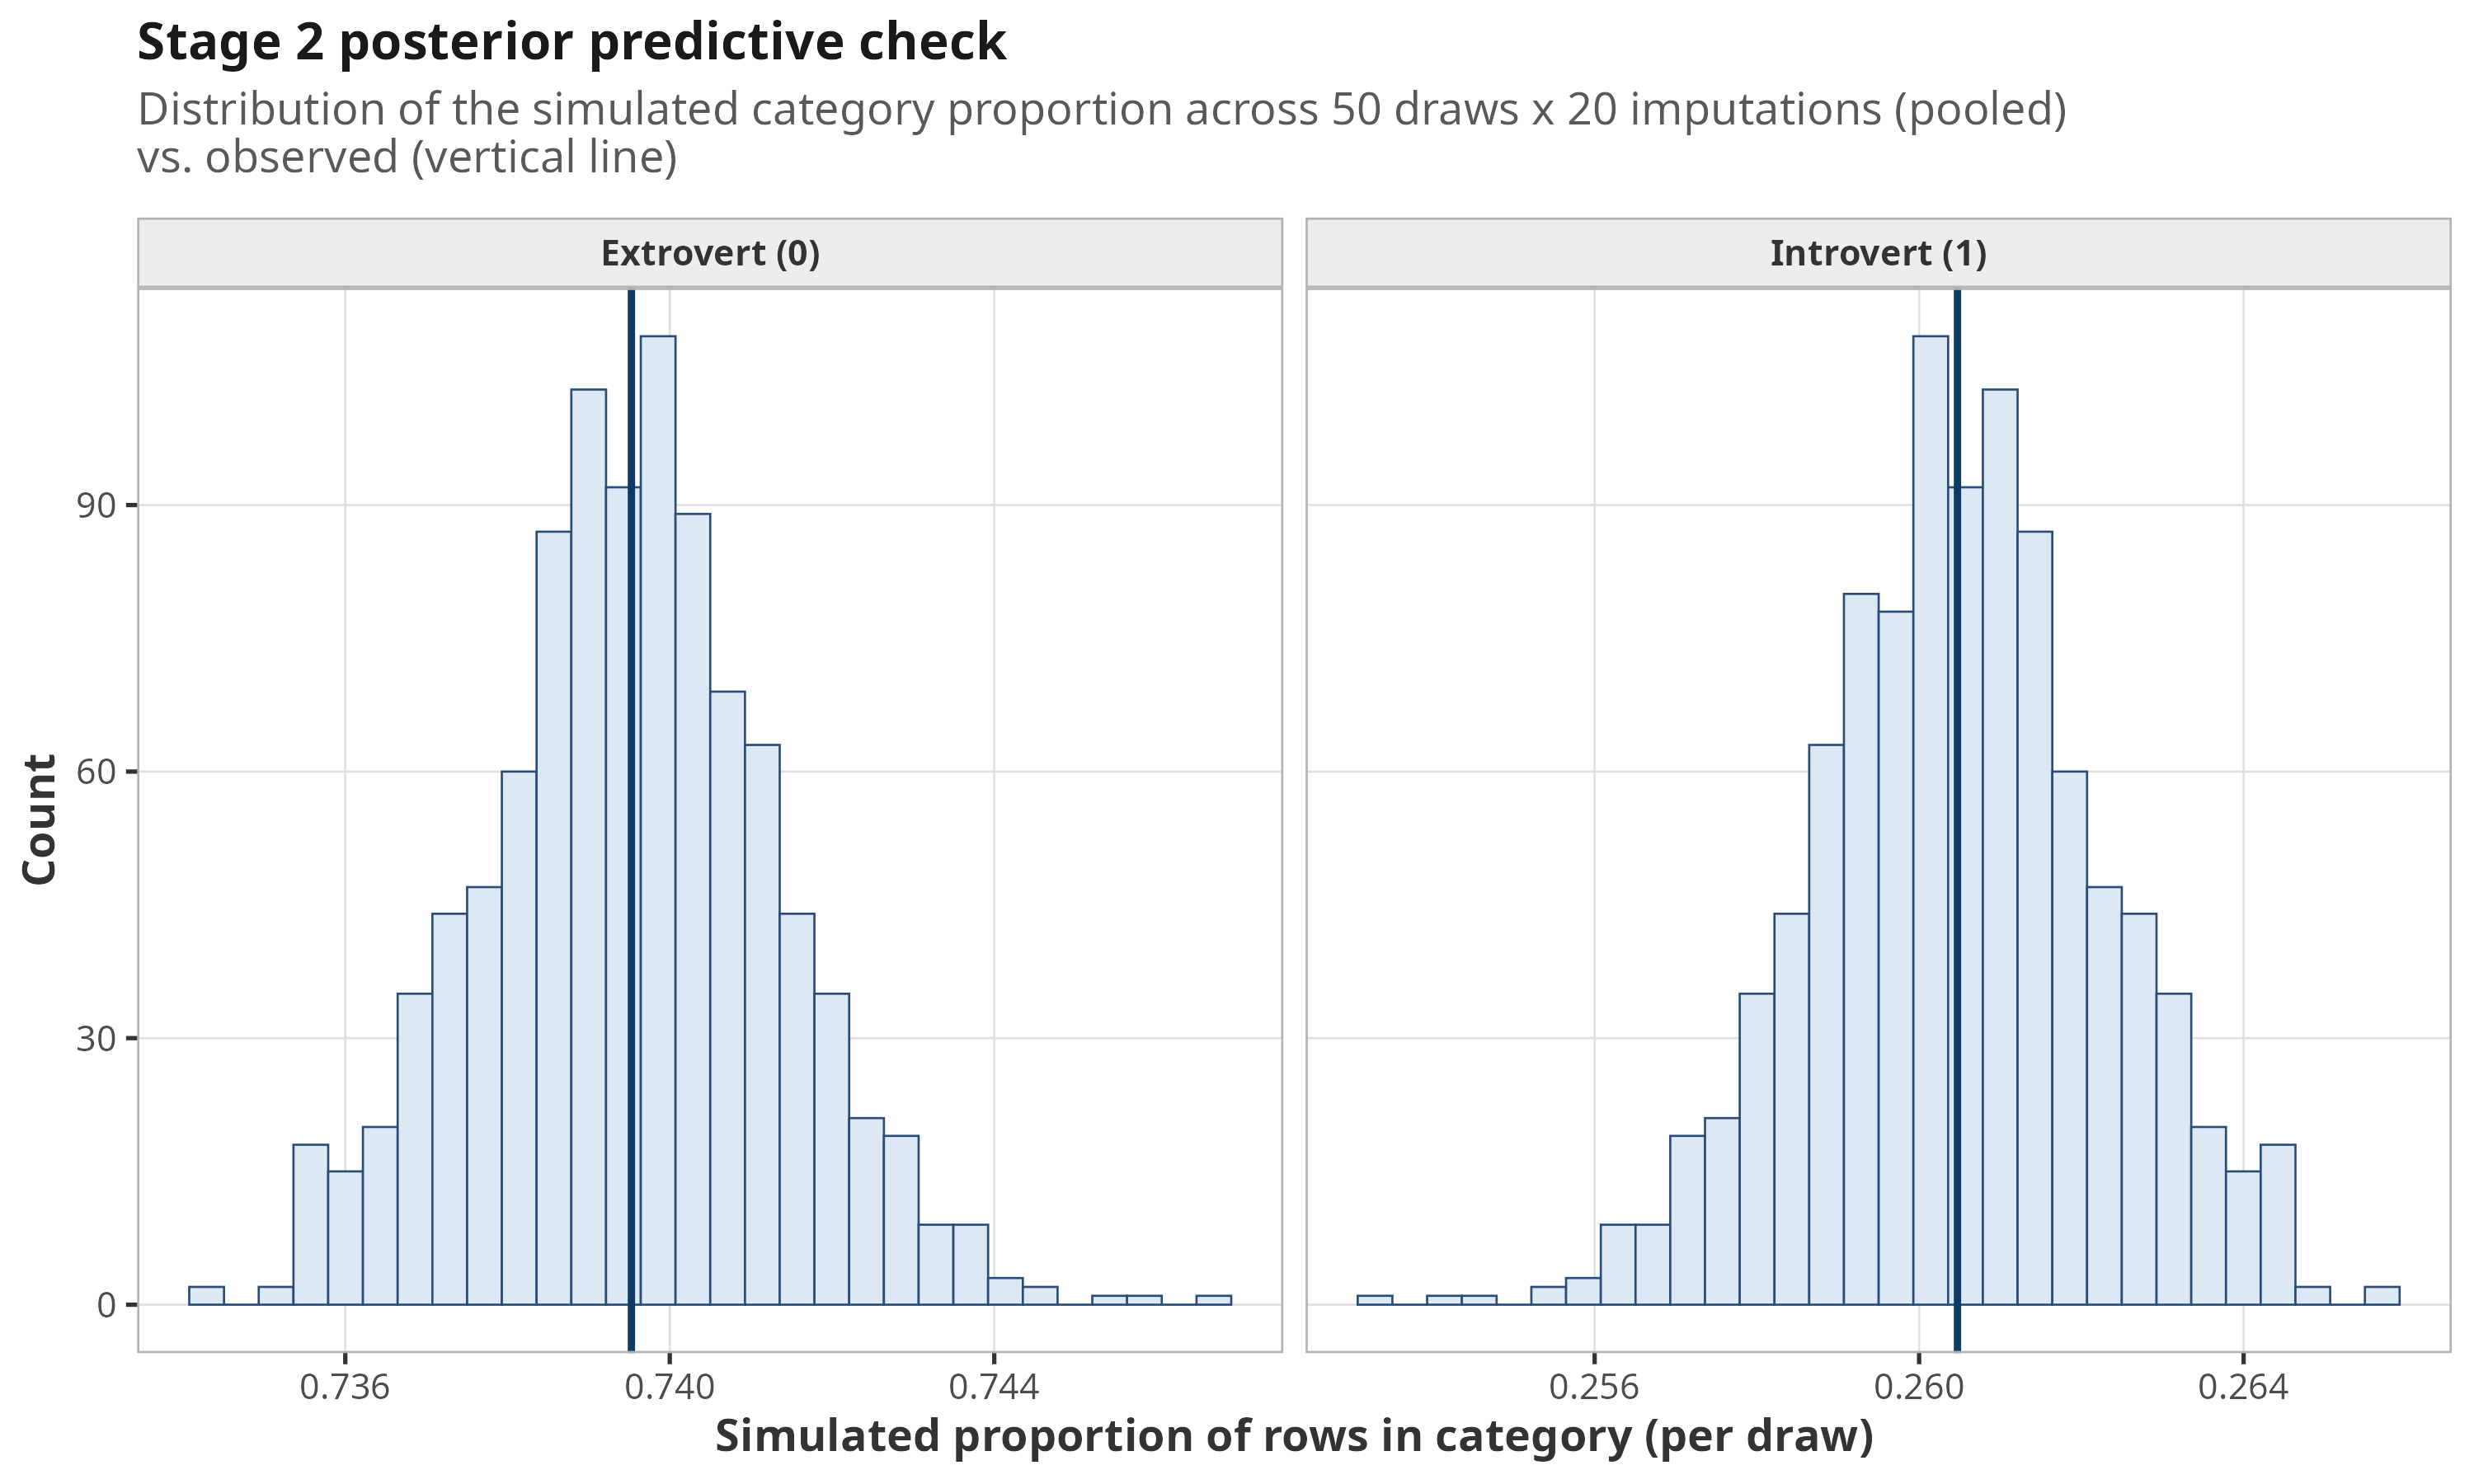 Stage 2 posterior predictive check
Distribution of the simulated category proportion across 50 draws x 20 imputations (pooled)
vs. observed (vertical line)
Extrovert (0)
Introvert (1)
Count
90
60
30
0
0.736
0.740
0.744
0.256
0.260
0.264
Simulated proportion of rows in category (per draw)